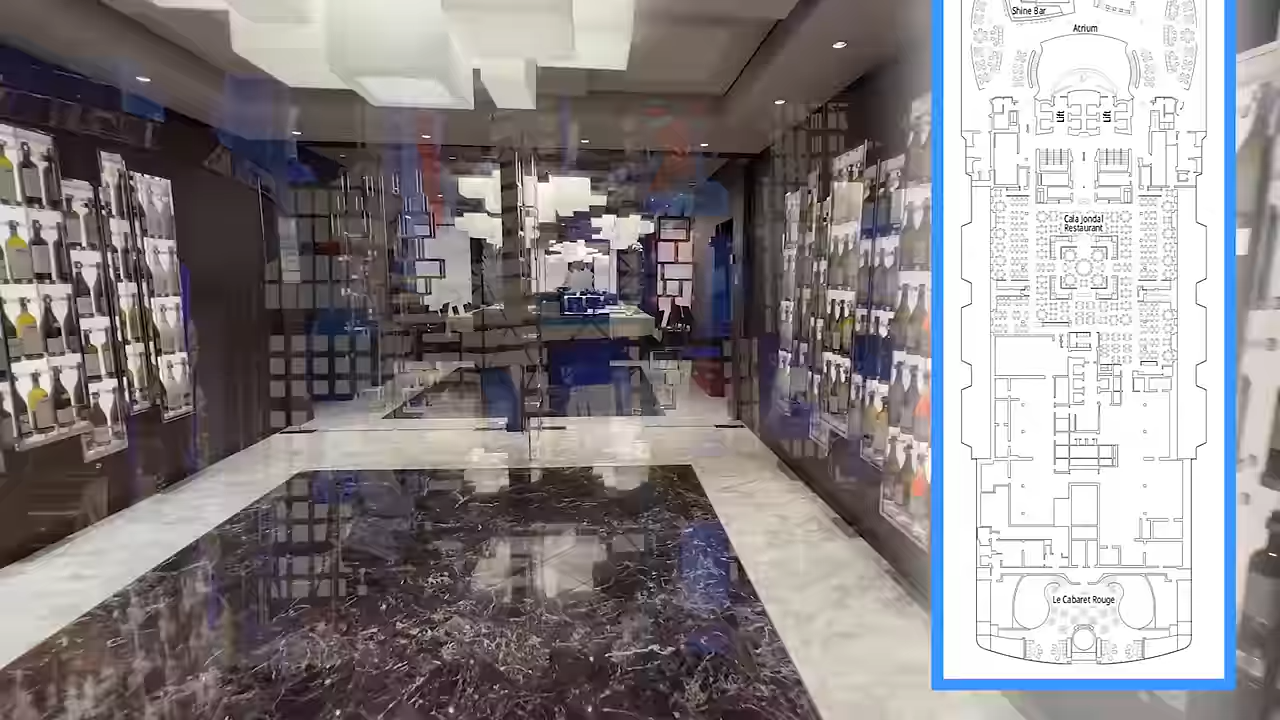 Shine Bar
Atrium
Lift
Lift
Cala Jondal
Restaurant
Le Cabaret Rouge